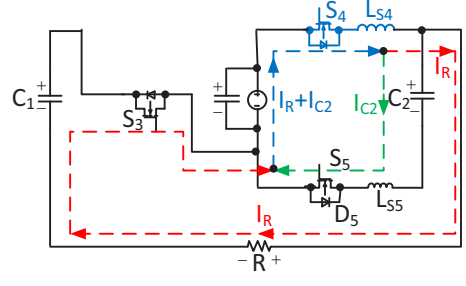 S4 LS4
IR
C1 + -
+ -
+ -
IR+IC2
IC2
C2 + -
S3
S5
D5 LS5
IR
- R +